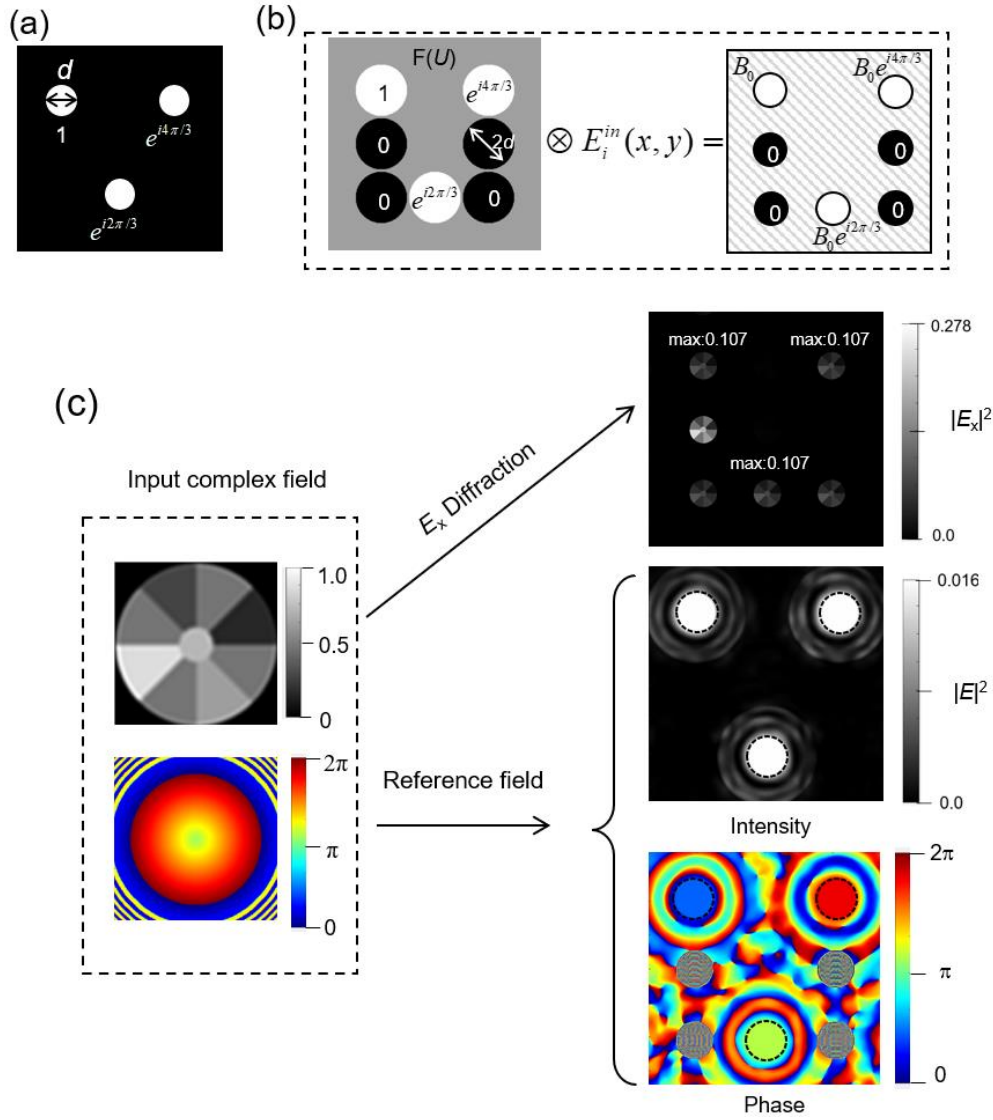 (a)
d
1
e^{i4π/3}
e^{i2π/3}
(b)
F(U)
1
e^{i4π/3}
0
0
2d
0
e^{i2π/3}
0
⊗ E_i^{in}(x, y) =
B_0
B_0e^{i4π/3}
0
0
0
0
B_0e^{i2π/3}
(c)
Input complex field
1.0
0.5
0
2π
π
0
E_x Diffraction
Reference field
max:0.107
max:0.107
max:0.107
0.278
|E_x|^2
0.0
0.016
|E|^2
0.0
Intensity
2π
π
0
Phase